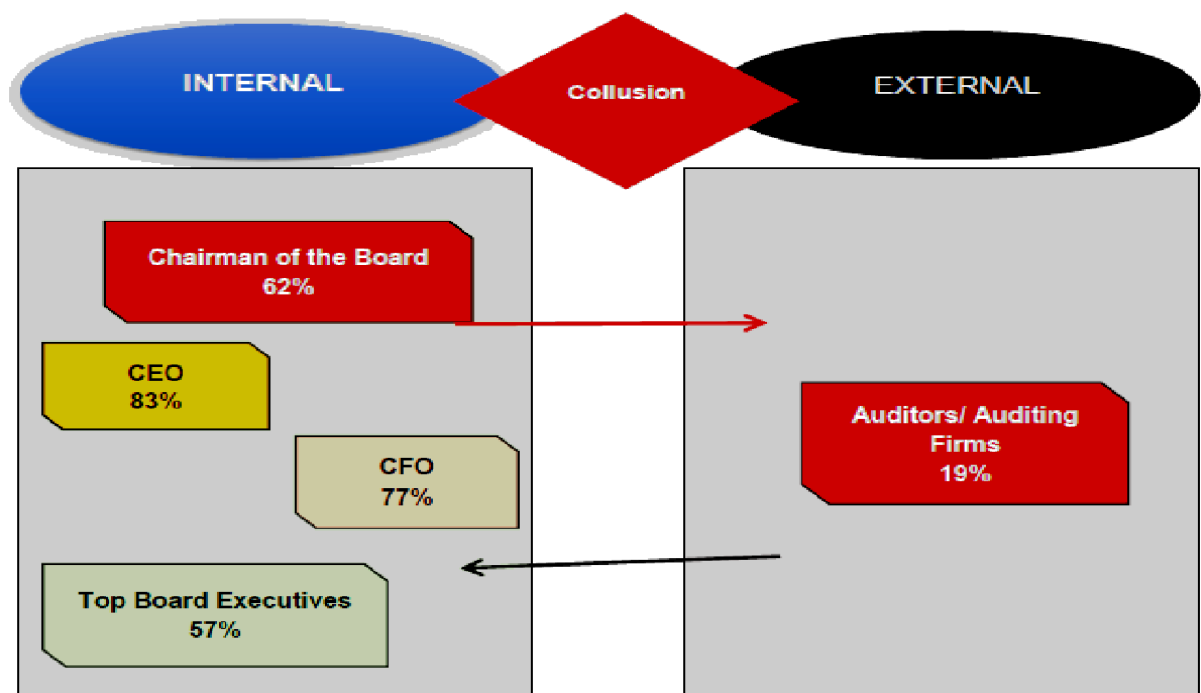 INTERNAL
Collusion
EXTERNAL
Chairman of the Board
62%
CEO
83%
CFO
77%
Top Board Executives
57%
Auditors/ Auditing
Firms
19%